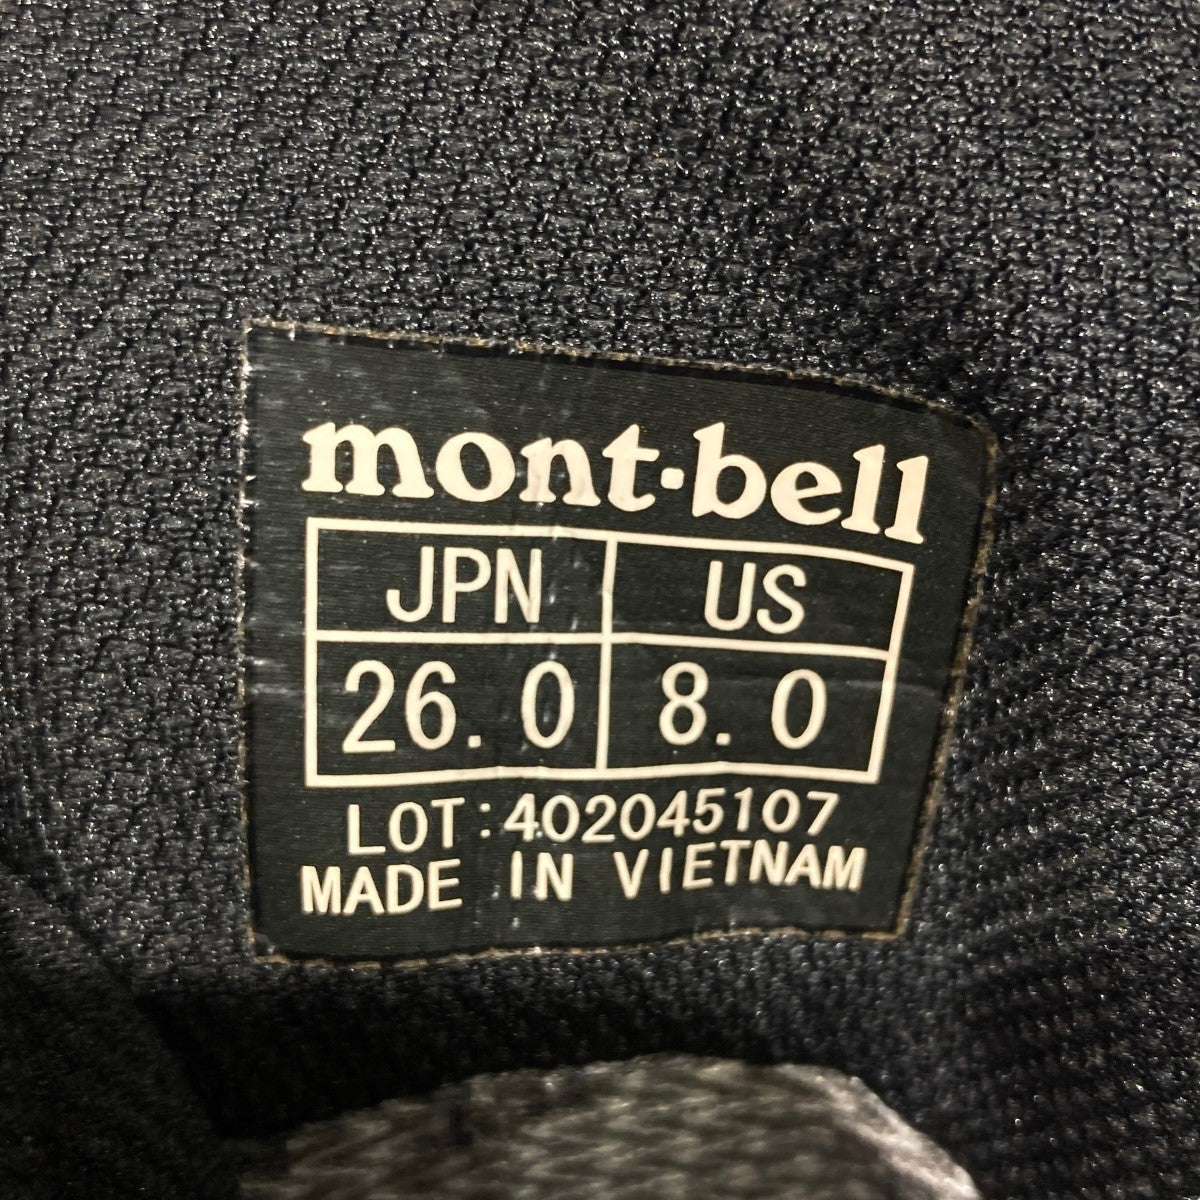 mont·bell
JPN US
26.0 8.0
LOT:402045107
MADE IN VIETNAM